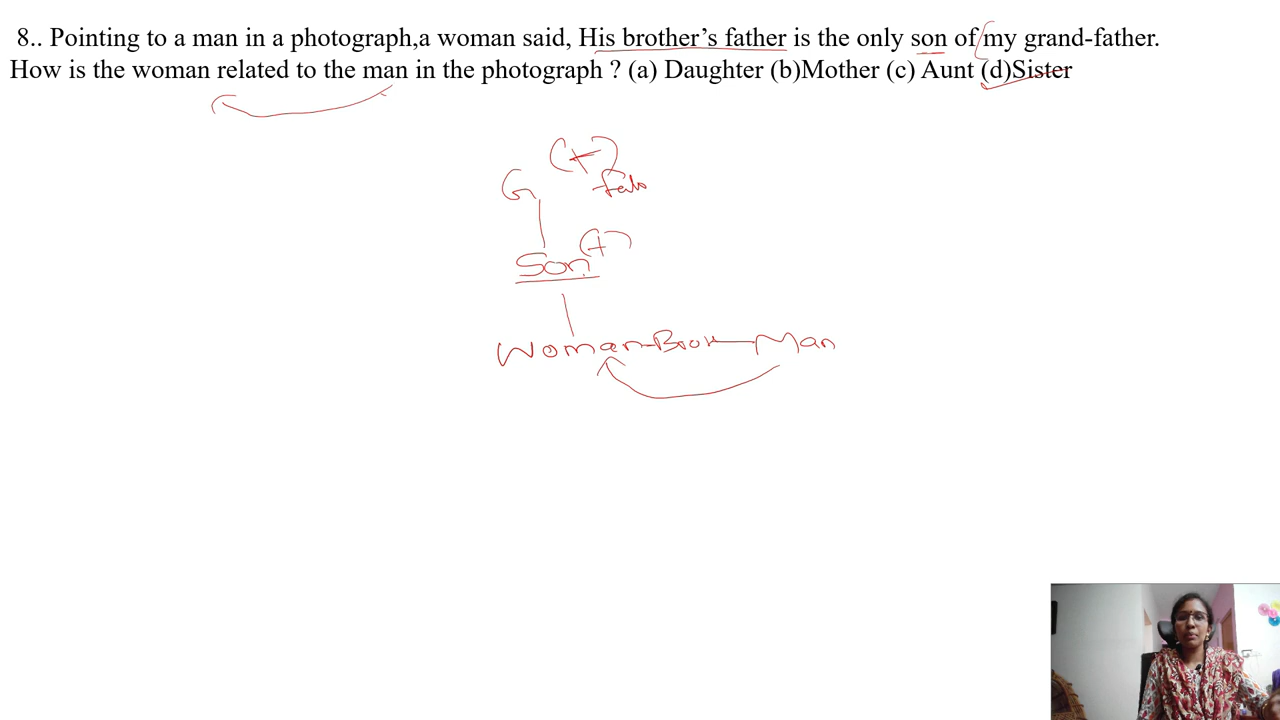 8.. Pointing to a man in a photograph,a woman said, His brother's father is the only son of my grand-father.
How is the woman related to the man in the photograph ? (a) Daughter (b)Mother (c) Aunt (d)Sister
(+)
G
(+)
Son
Woman-Bro-Man